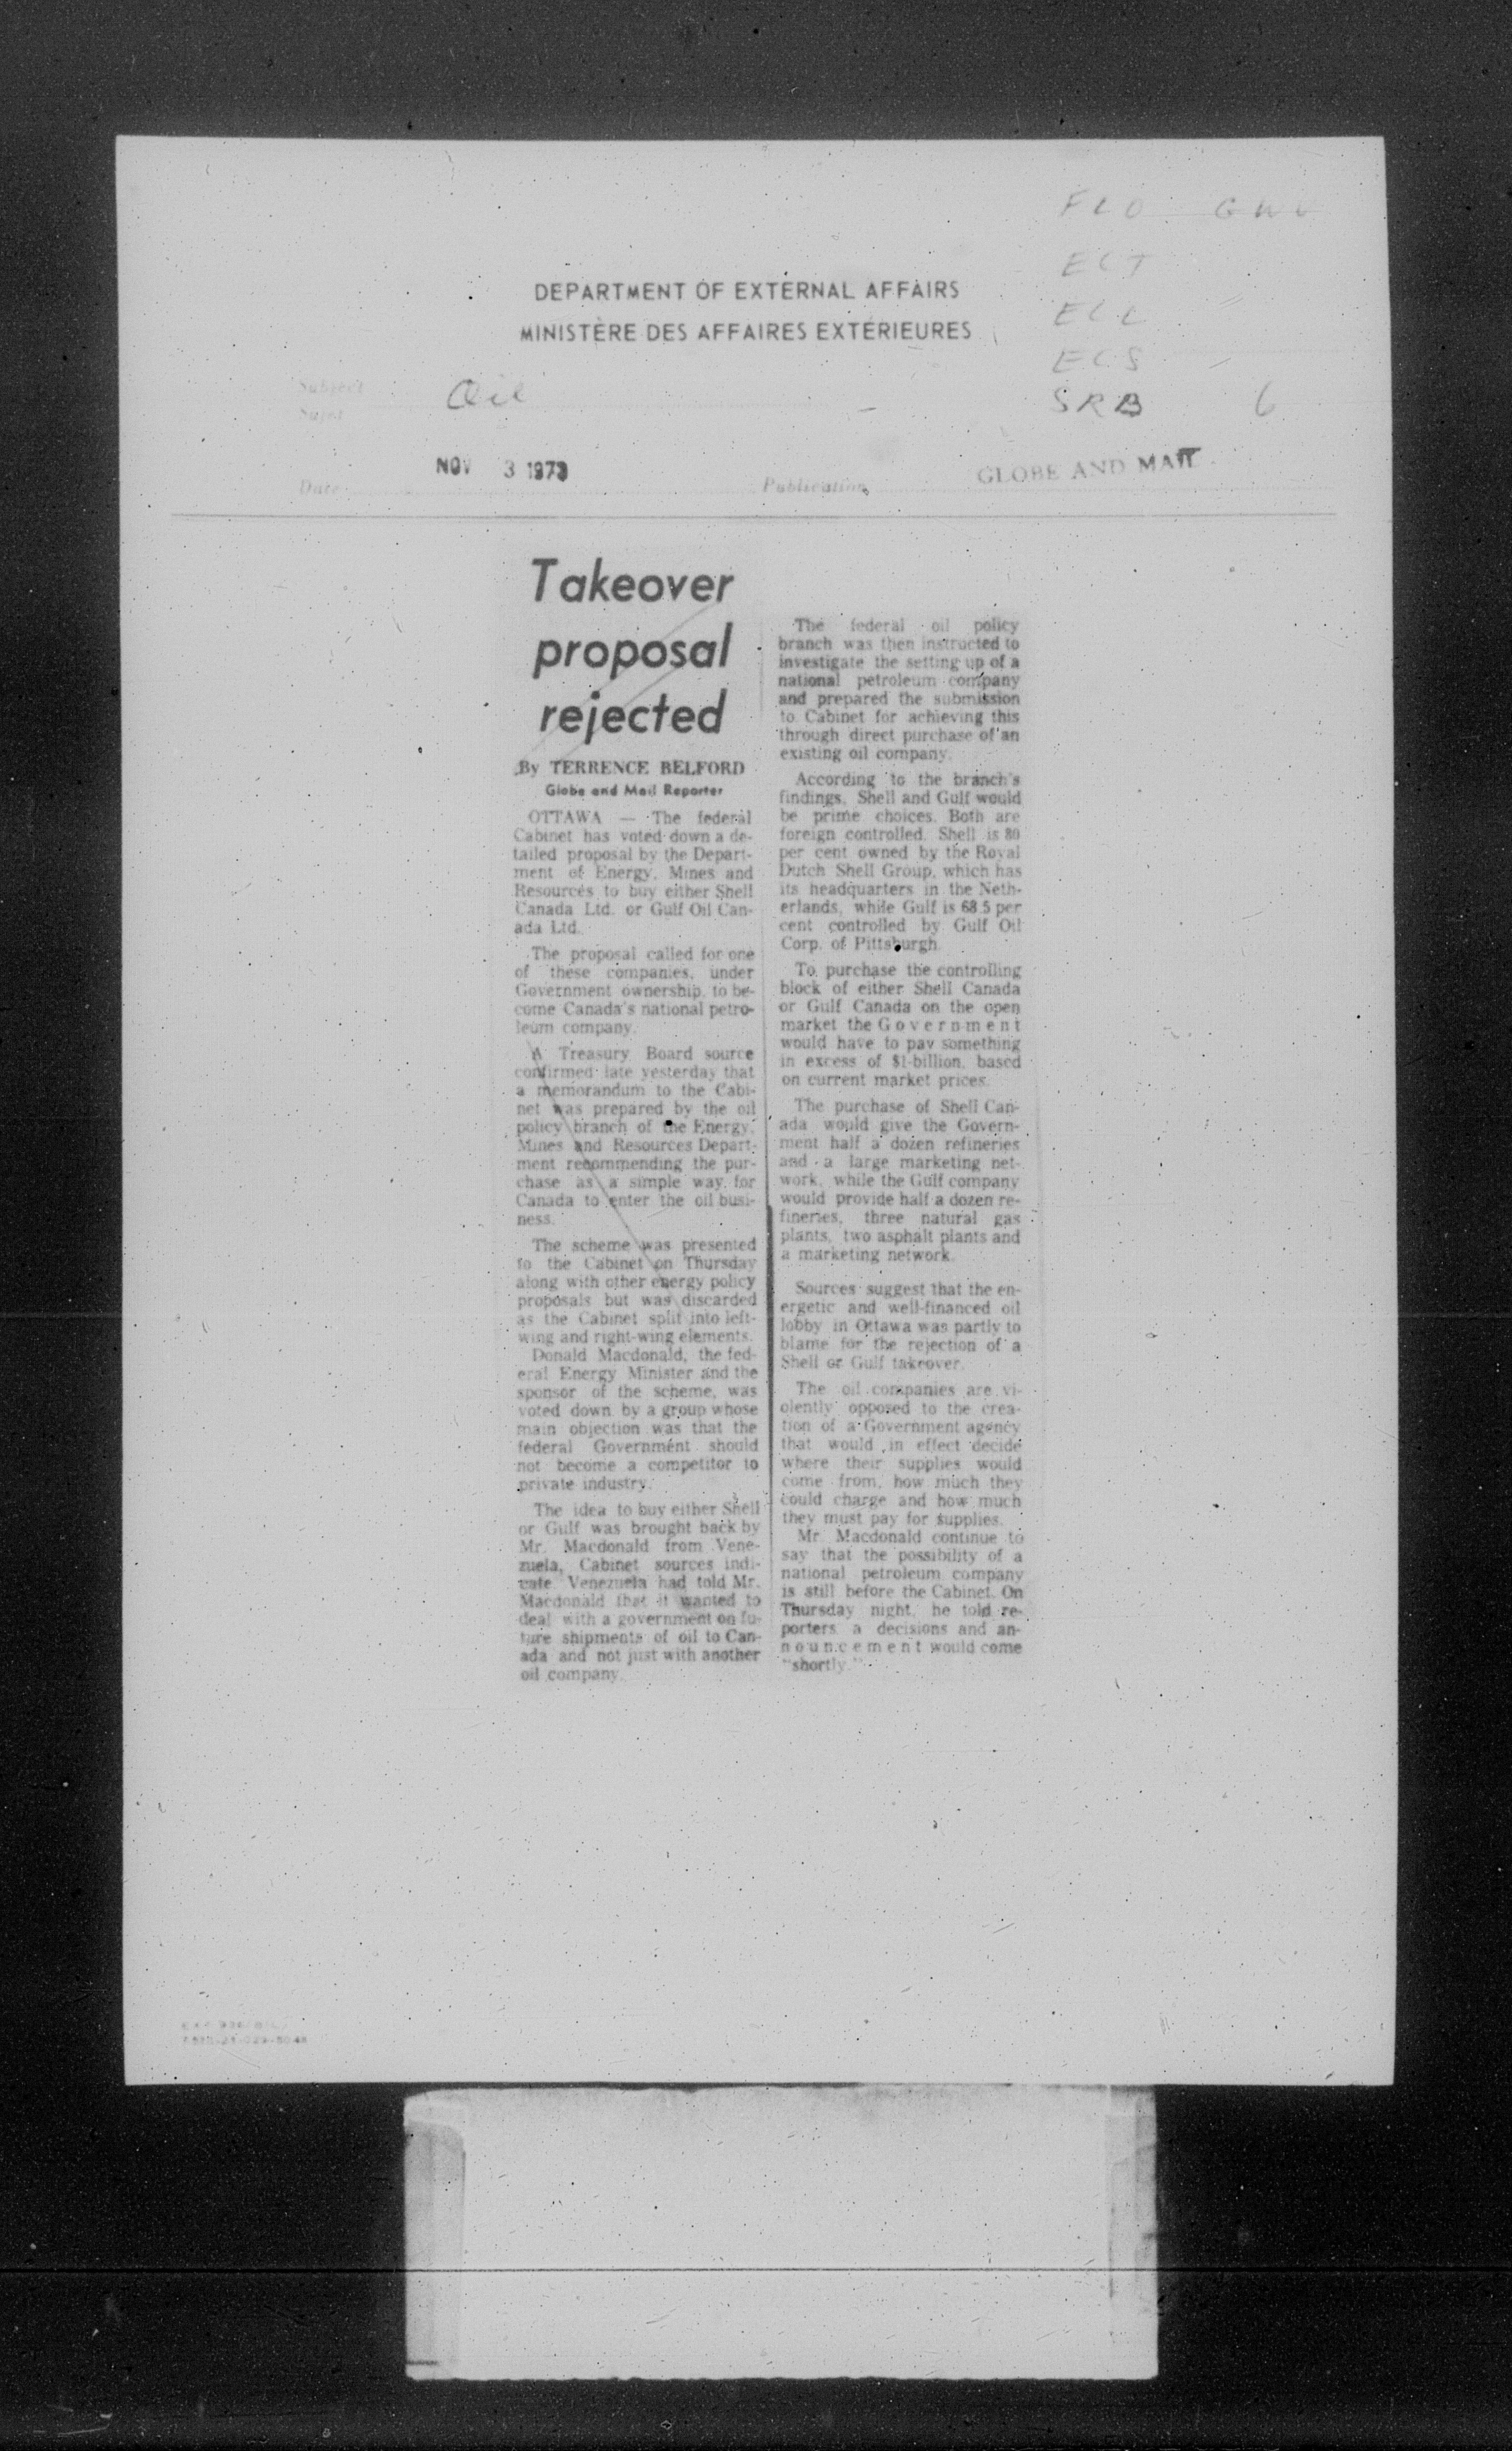 FLO GWU
ECT
DEPARTMENT OF EXTERNAL AFFAIRS
MINISTÈRE DES AFFAIRES EXTÉRIEURES
ECL
ECS
Subject
Sujet
Oil
SRB 6
NOV 3 1973
GLOBE AND MAIL
Date
Publication
Takeover
proposal
rejected
By TERRENCE BELFORD
Globe and Mail Reporter
OTTAWA — The federal
Cabinet has voted down a de-
tailed proposal by the Depart-
ment of Energy, Mines and
Resources to buy either Shell
Canada Ltd. or Gulf Oil Can-
ada Ltd.
The proposal called for one
of these companies, under
Government ownership, to be-
come Canada's national petro-
leum company.
A Treasury Board source
confirmed late yesterday that
a memorandum to the Cabi-
net was prepared by the oil
policy branch of the Energy,
Mines and Resources Depart-
ment recommending the pur-
chase as a simple way for
Canada to enter the oil busi-
ness.
The scheme was presented
to the Cabinet on Thursday
along with other energy policy
proposals but was discarded
as the Cabinet split into left-
wing and right-wing elements.
Donald Macdonald, the fed-
eral Energy Minister and the
sponsor of the scheme, was
voted down by a group whose
main objection was that the
federal Government should
not become a competitor to
private industry.
The idea to buy either Shell
or Gulf was brought back by
Mr. Macdonald from Vene-
zuela, Cabinet sources indi-
cate. Venezuela had told Mr.
Macdonald that it wanted to
deal with a government on fu-
ture shipments of oil to Can-
ada and not just with another
oil company.
The federal oil policy
branch was then instructed to
investigate the setting up of a
national petroleum company
and prepared the submission
to Cabinet for achieving this
through direct purchase of an
existing oil company.
According to the branch's
findings, Shell and Gulf would
be prime choices. Both are
foreign controlled. Shell is 80
per cent owned by the Royal
Dutch Shell Group, which has
its headquarters in the Neth-
erlands, while Gulf is 68.5 per
cent controlled by Gulf Oil
Corp. of Pittsburgh.
To purchase the controlling
block of either Shell Canada
or Gulf Canada on the open
market the Government
would have to pay something
in excess of $1-billion, based
on current market prices.
The purchase of Shell Can-
ada would give the Govern-
ment half a dozen refineries
and a large marketing net-
work, while the Gulf company
would provide half a dozen re-
fineries, three natural gas
plants, two asphalt plants and
a marketing network.
Sources suggest that the en-
ergetic and well-financed oil
lobby in Ottawa was partly to
blame for the rejection of a
Shell or Gulf takeover.
The oil companies are vi-
olently opposed to the crea-
tion of a Government agency
that would in effect decide
where their supplies would
come from, how much they
could charge and how much
they must pay for supplies.
Mr. Macdonald continue to
say that the possibility of a
national petroleum company
is still before the Cabinet. On
Thursday night, he told re-
porters a decisions and an-
nouncement would come
"shortly."